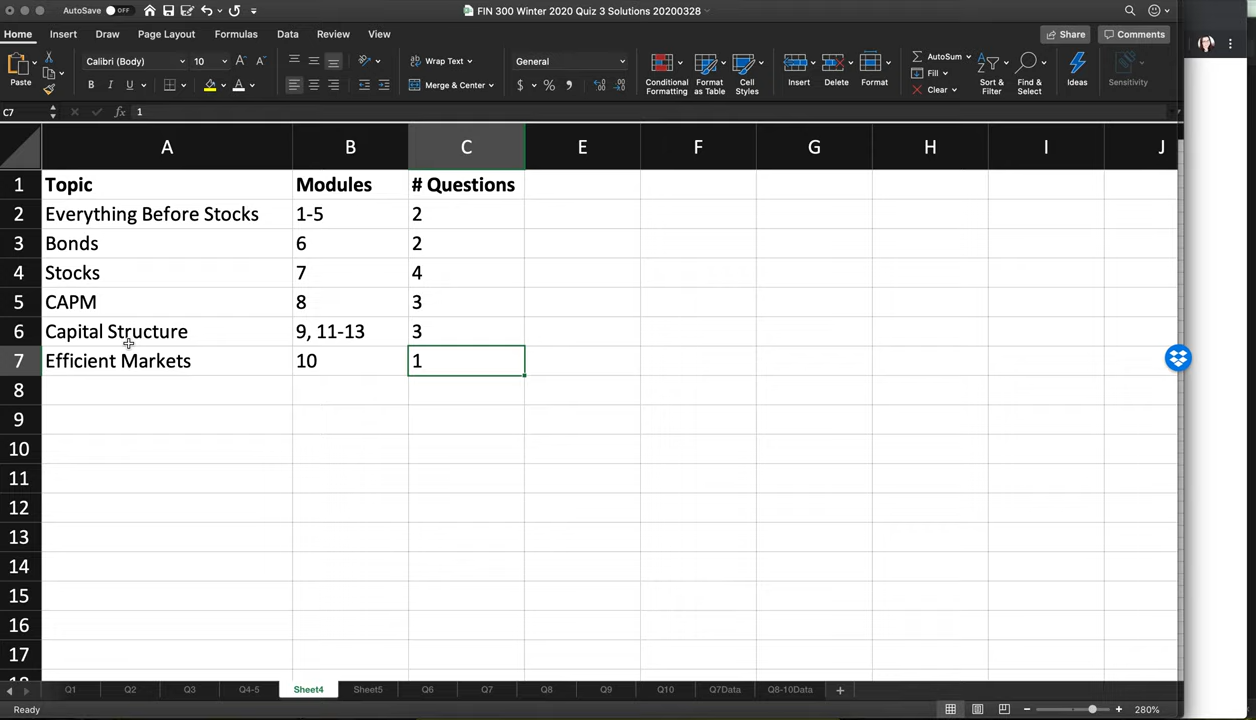 AutoSave OFF
FIN 300 Winter 2020 Quiz 3 Solutions 20200328
Home Insert Draw Page Layout Formulas Data Review View Share Comments
Paste
Calibri (Body) 10
B I U
Wrap Text
Merge & Center
General
Conditional Formatting
Format as Table
Cell Styles
Insert
Delete
Format
AutoSum
Fill
Clear
Sort & Filter
Find & Select
Ideas
Sensitivity
C7 fx 1
A B C E F G H I J
1 Topic Modules # Questions
2 Everything Before Stocks 1-5 2
3 Bonds 6 2
4 Stocks 7 4
5 CAPM 8 3
6 Capital Structure 9, 11-13 3
7 Efficient Markets 10 1
8
9
10
11
12
13
14
15
16
17
Q1 Q2 Q3 Q4-5 Sheet4 Sheet5 Q6 Q7 Q8 Q9 Q10 Q7Data Q8-10Data
Ready 280%